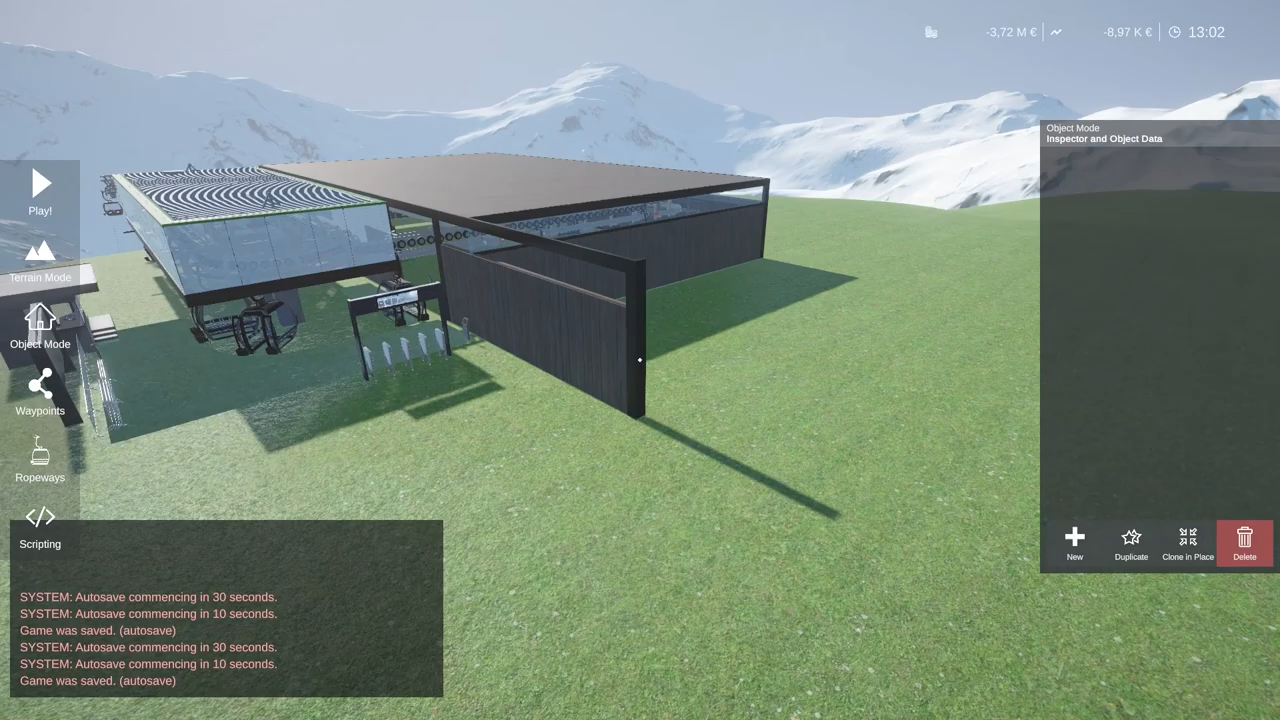 -3,72 M €
-8,97 K €
13:02
Object Mode
Inspector and Object Data
Play!
Terrain Mode
Object Mode
Waypoints
Ropeways
Scripting
New
Duplicate
Clone in Place
Delete
SYSTEM: Autosave commencing in 30 seconds.
SYSTEM: Autosave commencing in 10 seconds.
Game was saved. (autosave)
SYSTEM: Autosave commencing in 30 seconds.
SYSTEM: Autosave commencing in 10 seconds.
Game was saved. (autosave)